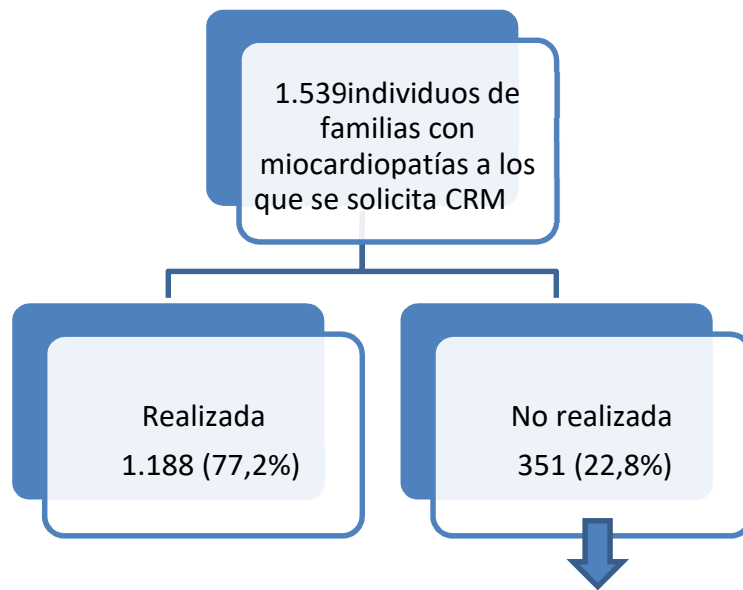 1.539individuos de
familias con
miocardiopatías a los
que se solicita CRM
Realizada
1.188 (77,2%)
No realizada
351 (22,8%)